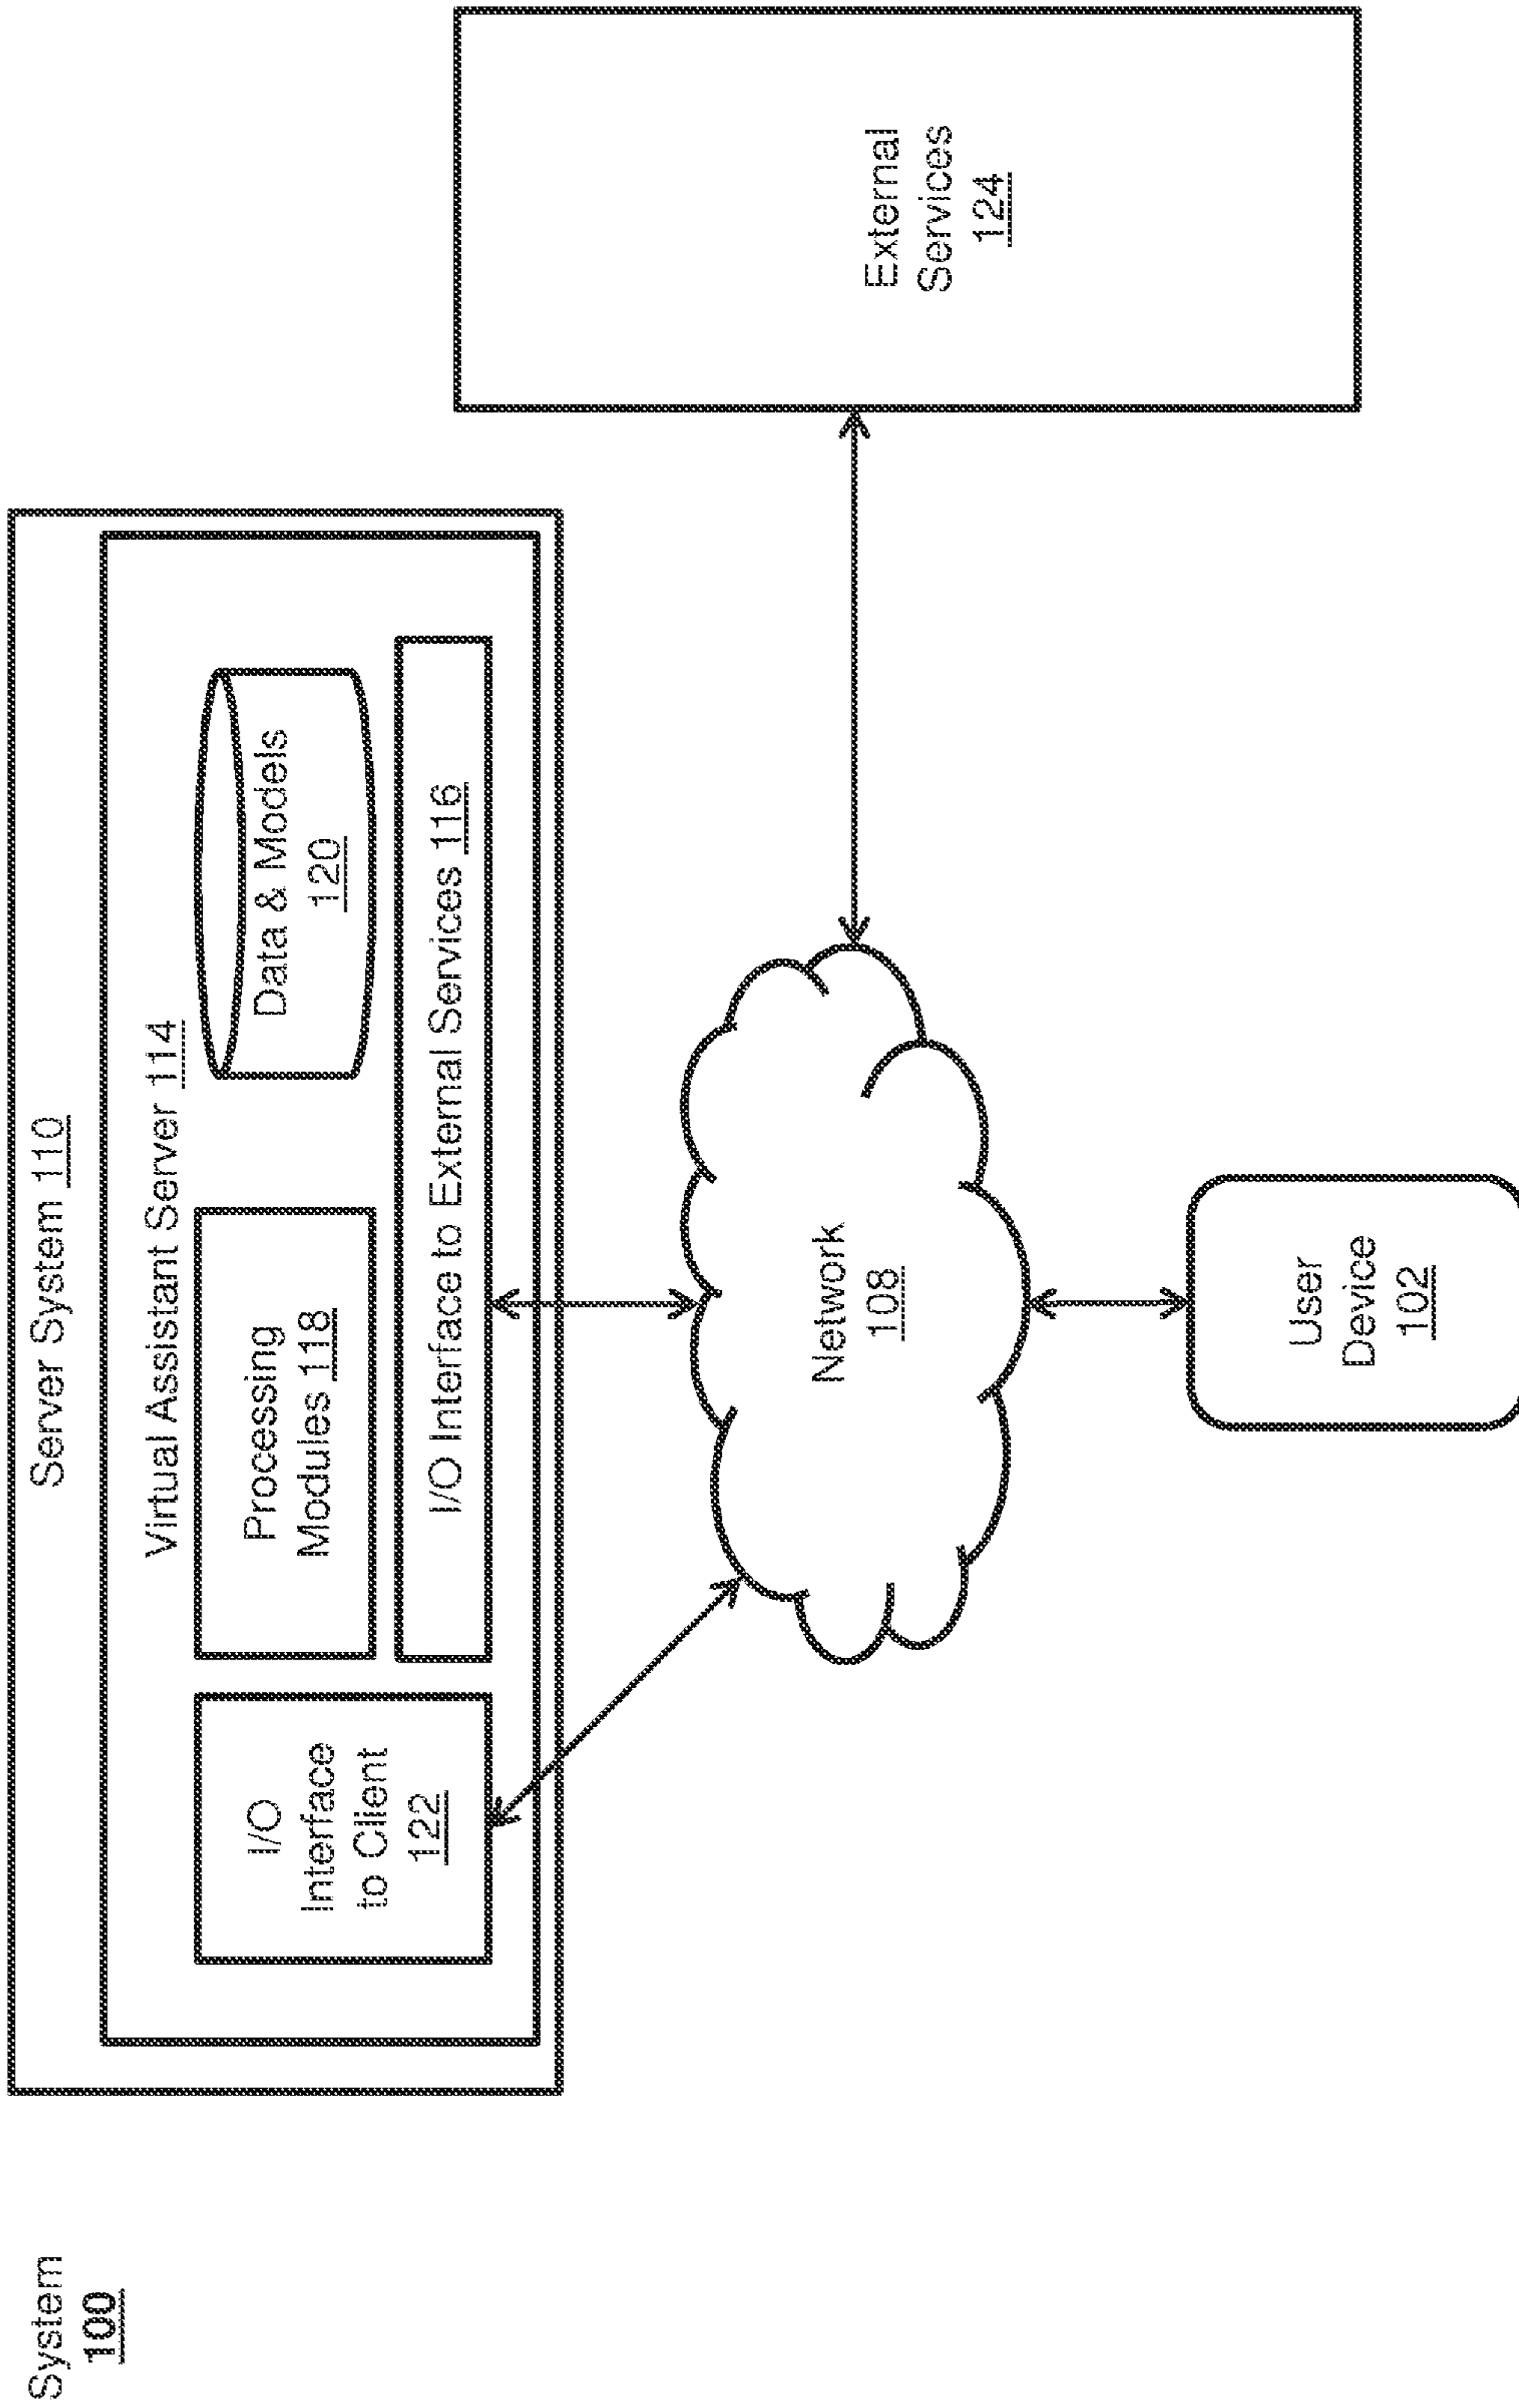 System
100
Server System 110
Virtual Assistant Server 114
I/O
Interface
to Client
122
Processing
Modules 118
Data & Models
120
I/O Interface to External Services 116
Network
108
External
Services
124
User
Device
102